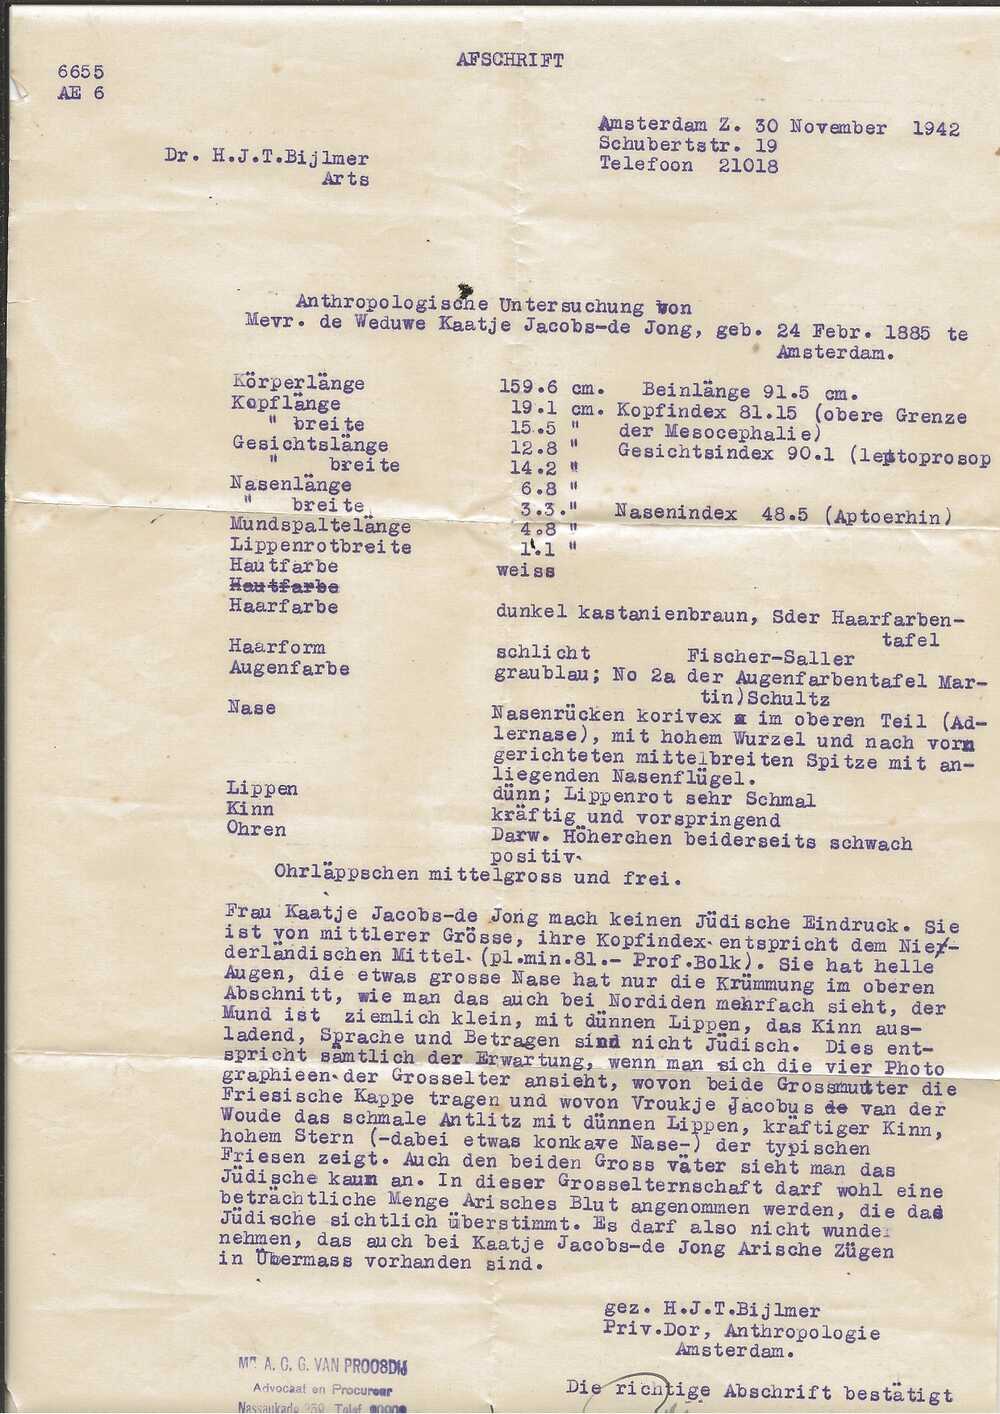 AFSCHRIFT
6655
AE 6
Amsterdam Z. 30 November 1942
Schubertstr. 19
Telefoon 21018
Dr. H.J.T.Bijlmer
Arts
Anthropologische Untersuchung von
Mevr. de Weduwe Kaatje Jacobs-de Jong, geb. 24 Febr. 1885 te
Amsterdam.
Körperlänge 159.6 cm. Beinlänge 91.5 cm.
Kopflänge 19.1 cm. Kopfindex 81.15 (obere Grenze
" breite 15.5 " der Mesocephalie)
Gesichtslänge 12.8 " Gesichtsindex 90.1 (leptoprosop
" breite 14.2 "
Nasenlänge 6.8 "
" breite 3.3." Nasenindex 48.5 (Aptoerhin)
Mundspaltelänge 4.8 "
Lippenrotbreite 1.1 "
Hautfarbe weiss
Hautfarbe
Haarfarbe dunkel kastanienbraun, Sder Haarfarben-
tafel
Haarform schlicht Fischer-Saller
Augenfarbe graublau; No 2a der Augenfarbentafel Mar-
tin)Schultz
Nase Nasenrücken korivex im oberen Teil (Ad-
lernase), mit hohem Wurzel und nach vorn
gerichteten mittelbreiten Spitze mit an-
liegenden Nasenflügel.
Lippen dünn; Lippenrot sehr Schmal
Kinn kräftig und vorspringend
Ohren Darw. Höherchen beiderseits schwach
positiv.
Ohrläppschen mittelgross und frei.
Frau Kaatje Jacobs-de Jong mach keinen Jüdische Eindruck. Sie
ist von mittlerer Grösse, ihre Kopfindex entspricht dem Nie-
derländischen Mittel (pl.min.81.- Prof.Bolk). Sie hat helle
Augen, die etwas grosse Nase hat nur die Krümmung im oberen
Abschnitt, wie man das auch bei Nordiden mehrfach sieht, der
Mund ist ziemlich klein, mit dünnen Lippen, das Kinn aus-
ladend, Sprache und Betragen sind nicht Jüdisch. Dies ent-
spricht sämtlich der Erwartung, wenn man sich die vier Photo
graphieen der Grosselter ansieht, wovon beide Grossmutter die
Friesische Kappe tragen und wovon Vroukje Jacobus de van der
Woude das schmale Antlitz mit dünnen Lippen, kräftiger Kinn,
hohem Stern (-dabei etwas konkave Nase-) der typischen
Friesen zeigt. Auch den beiden Gross väter sieht man das
Jüdische kaum an. In dieser Grosselternschaft darf wohl eine
beträchtliche Menge Arisches Blut angenommen werden, die das
Jüdische sichtlich überstimmt. Es darf also nicht wunder
nehmen, das auch bei Kaatje Jacobs-de Jong Arische Zügen
in Übermass vorhanden sind.
gez. H.J.T.Bijlmer
Priv.Dor, Anthropologie
Amsterdam.
Mr. A. G. G. VAN PROOSDIJ
Advocaat en Procureur
Nassaukade Telef.
Die richtige Abschrift bestätigt